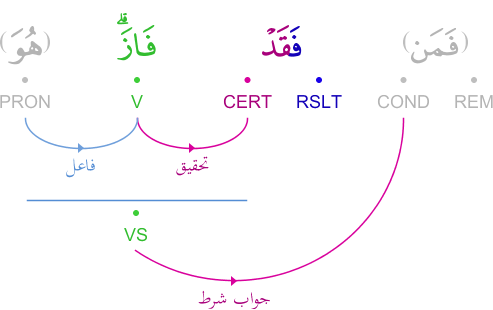 (فَمَن) فَقَدْ فَازَ ۗ (هُوَ)
PRON V CERT RSLT COND REM
فاعل تحقيق
VS
جواب شرط